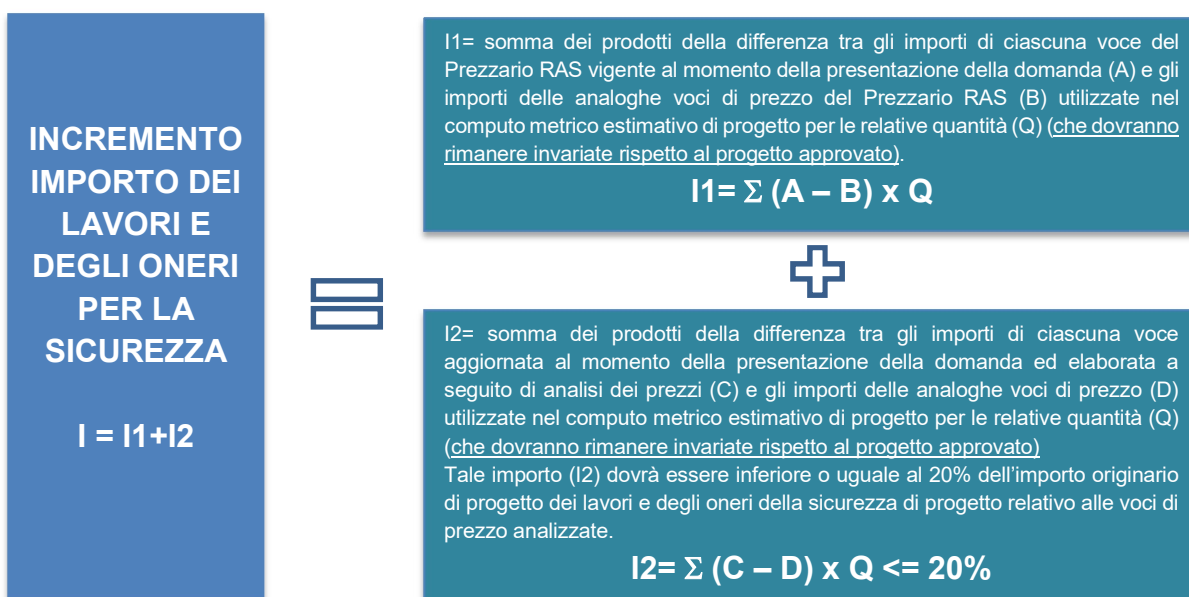 INCREMENTO
IMPORTO DEI
LAVORI E
DEGLI ONERI
PER LA
SICUREZZA
I = I1+I2
I1= somma dei prodotti della differenza tra gli importi di ciascuna voce del
Prezzario RAS vigente al momento della presentazione della domanda (A) e gli
importi delle analoghe voci di prezzo del Prezzario RAS (B) utilizzate nel
computo metrico estimativo di progetto per le relative quantità (Q) (che dovranno
rimanere invariate rispetto al progetto approvato).
I1= Σ (A – B) x Q
I2= somma dei prodotti della differenza tra gli importi di ciascuna voce
aggiornata al momento della presentazione della domanda ed elaborata a
seguito di analisi dei prezzi (C) e gli importi delle analoghe voci di prezzo (D)
utilizzate nel computo metrico estimativo di progetto per le relative quantità (Q)
(che dovranno rimanere invariate rispetto al progetto approvato)
Tale importo (I2) dovrà essere inferiore o uguale al 20% dell’importo originario
di progetto dei lavori e degli oneri della sicurezza di progetto relativo alle voci di
prezzo analizzate.
I2= Σ (C – D) x Q <= 20%